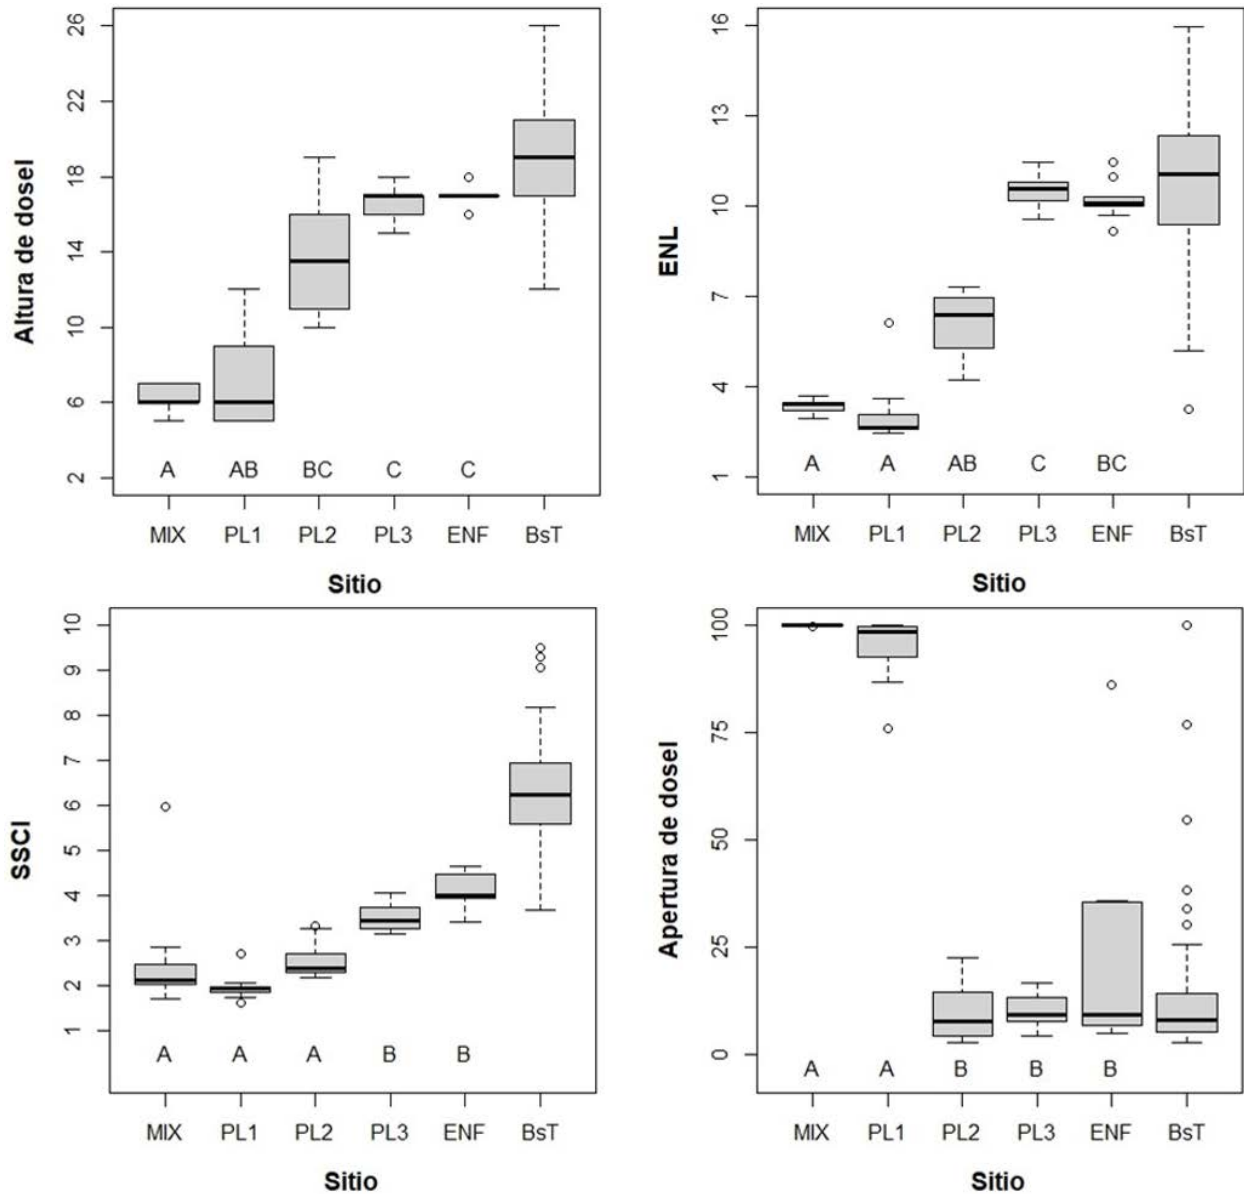 Altura de dosel
26
22
18
14
10
6
2
A AB BC C C
MIX PL1 PL2 PL3 ENF BsT
Sitio
ENL
16
13
10
7
4
1
A A AB C BC
MIX PL1 PL2 PL3 ENF BsT
Sitio
SSCI
10
9
8
7
6
5
4
3
2
1
A A A B B
MIX PL1 PL2 PL3 ENF BsT
Sitio
Apertura de dosel
100
75
50
25
0
A A B B B
MIX PL1 PL2 PL3 ENF BsT
Sitio